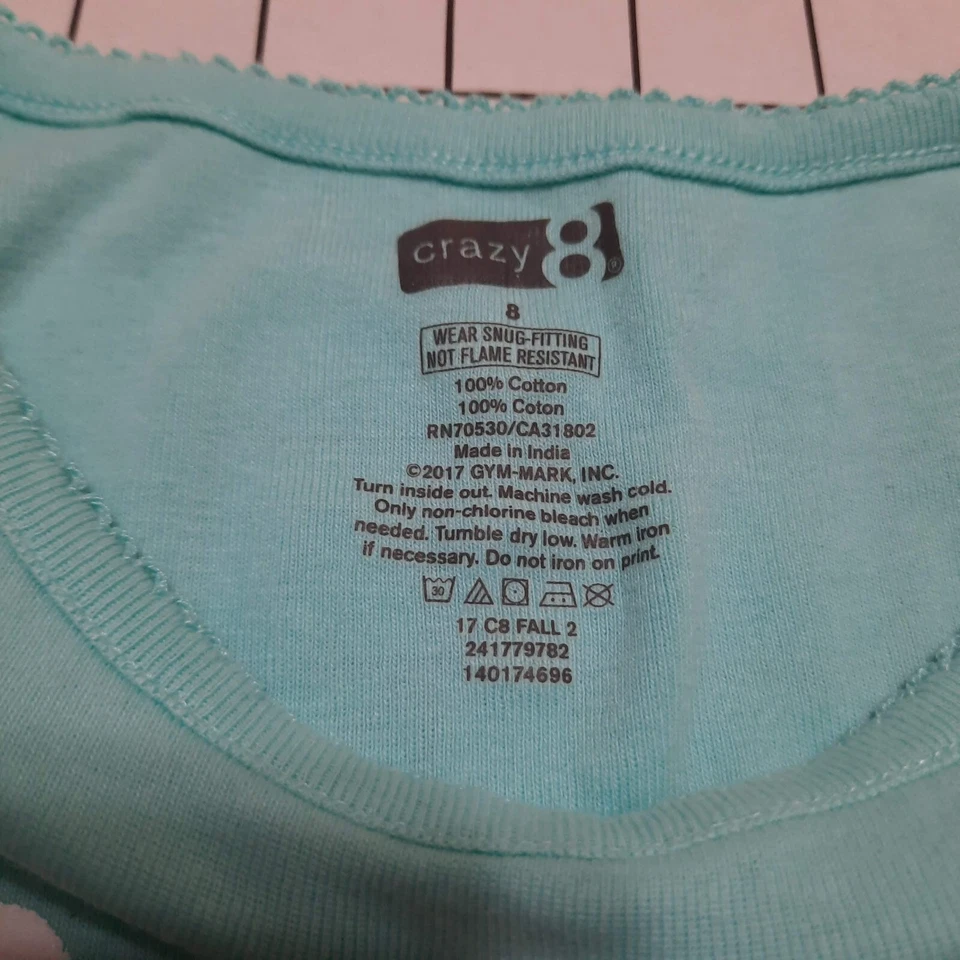 crazy 8®
8
WEAR SNUG-FITTING
NOT FLAME RESISTANT
100% Cotton
100% Coton
RN70530/CA31802
Made in India
©2017 GYM-MARK, INC.
Turn inside out. Machine wash cold.
Only non-chlorine bleach when
needed. Tumble dry low. Warm iron
if necessary. Do not iron on print.
30
17 C8 FALL 2
241779782
140174696